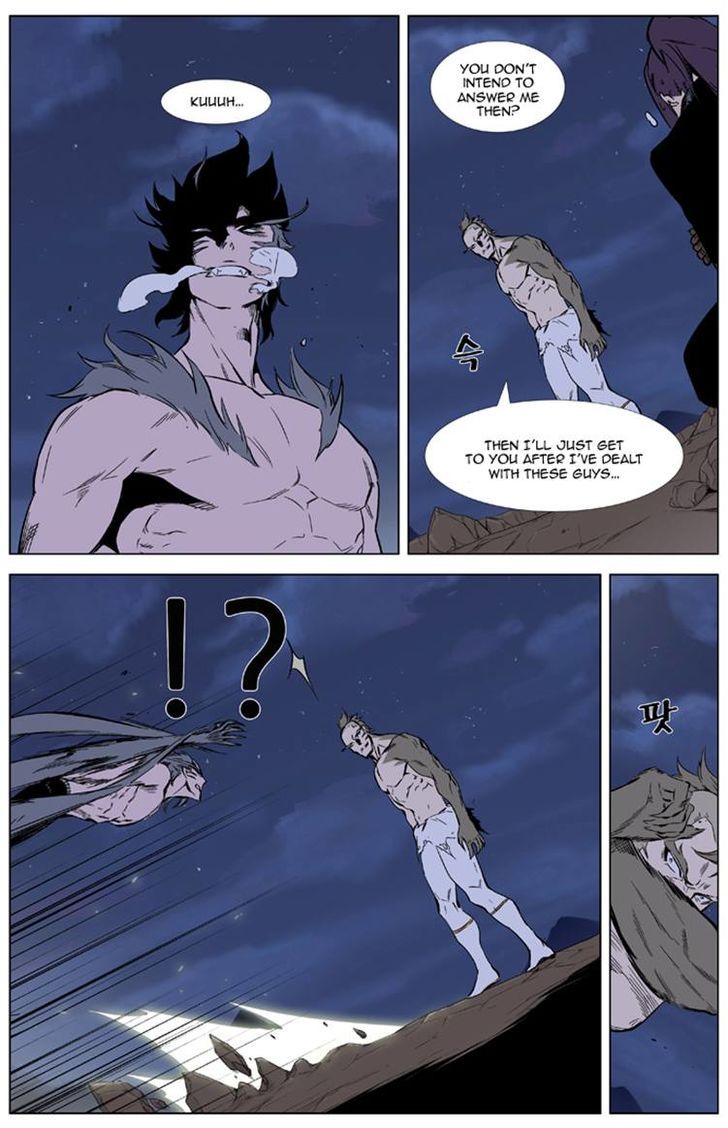 KUUUH...
YOU DON'T
INTEND TO
ANSWER ME
THEN?
슥
THEN I'LL JUST GET
TO YOU AFTER I'VE DEALT
WITH THESE GUYS...
!?
팟